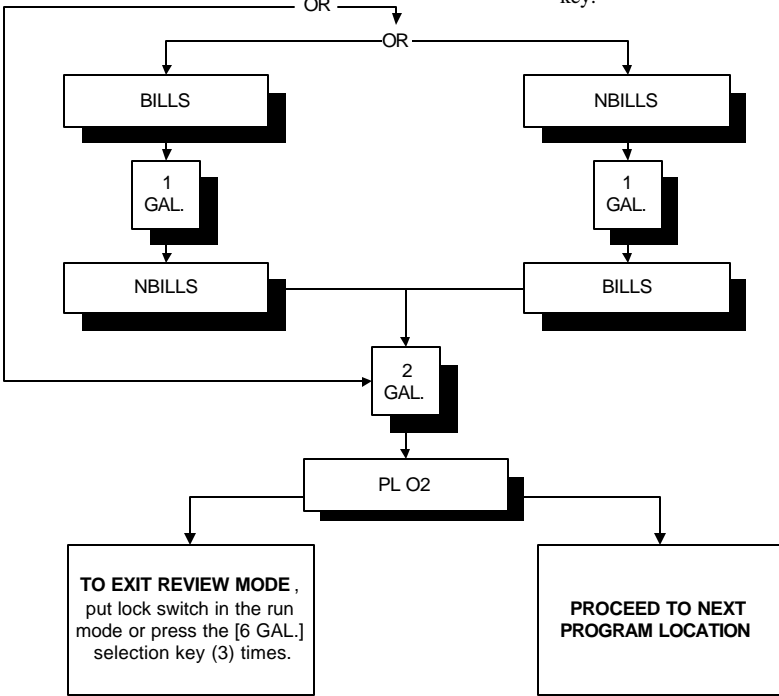 OR
key.
OR
BILLS
NBILLS
1
GAL.
1
GAL.
NBILLS
BILLS
2
GAL.
PL O2
TO EXIT REVIEW MODE ,
put lock switch in the run
mode or press the [6 GAL.]
selection key (3) times.
PROCEED TO NEXT
PROGRAM LOCATION